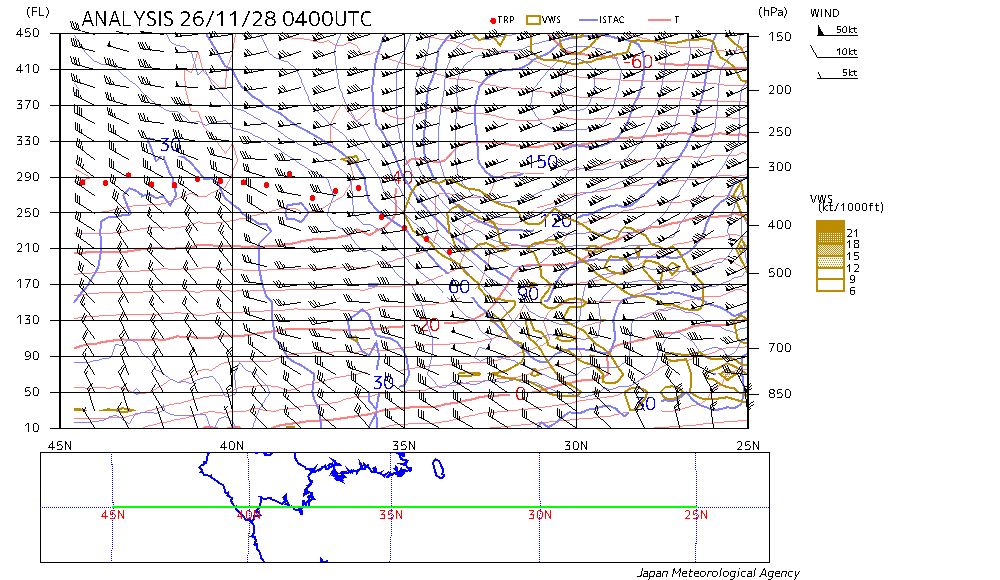 (FL) ANALYSIS 26/11/28 0400UTC TRP VWS ISTAC T (hPa) WIND
450 150 50kt
10kt
-60
410 5kt
200
370
250
330
30
150
300
290
-40
VWS
(kt/1000ft)
250 120 400
21
210 18
15
500
12
170 60 90 9
6
130 -20
700
90
30
50 0 850
30
10
45N 40N 35N 30N 25N
45N 40N 35N 30N 25N
Japan Meteorological Agency